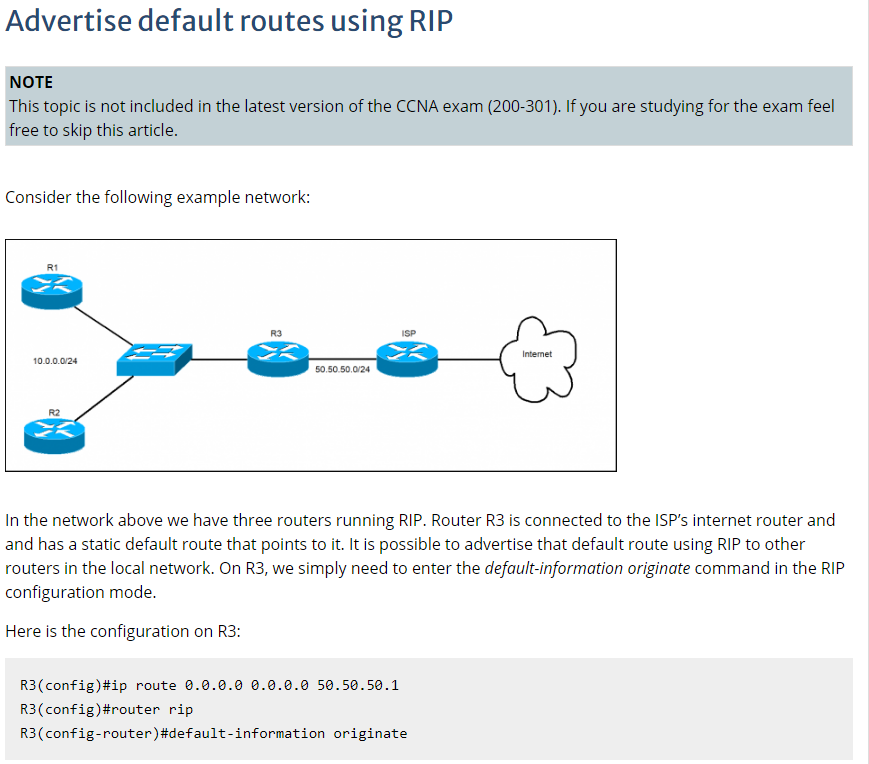 Advertise default routes using RIP
NOTE
This topic is not included in the latest version of the CCNA exam (200-301). If you are studying for the exam feel
free to skip this article.
Consider the following example network:
R1
R3
ISP
Internet
10.0.0.0/24
50.50.50.0/24
R2
In the network above we have three routers running RIP. Router R3 is connected to the ISP's internet router and
and has a static default route that points to it. It is possible to advertise that default route using RIP to other
routers in the local network. On R3, we simply need to enter the default-information originate command in the RIP
configuration mode.
Here is the configuration on R3:
R3(config)#ip route 0.0.0.0 0.0.0.0 50.50.50.1
R3(config)#router rip
R3(config-router)#default-information originate